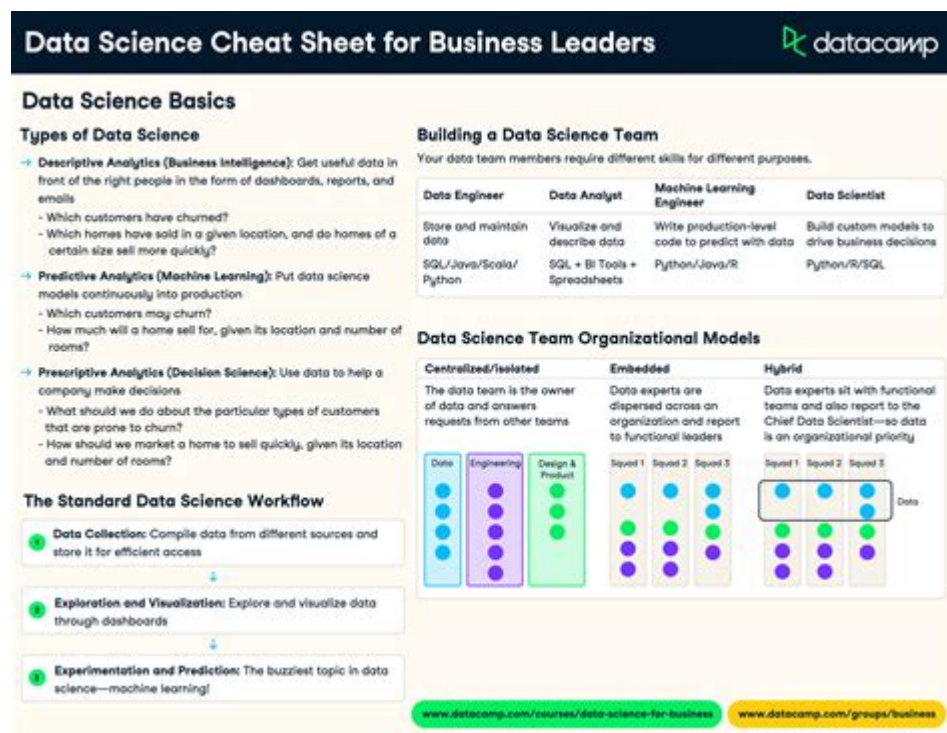 Data Science Cheat Sheet for Business Leaders
datacamp
Data Science Basics
Types of Data Science
→ Descriptive Analytics (Business Intelligence): Get useful data in
front of the right people in the form of dashboards, reports, and
emails
- Which customers have churned?
- Which homes have sold in a given location, and do homes of a
certain size sell more quickly?
→ Predictive Analytics (Machine Learning): Put data science
models continuously into production
- Which customers may churn?
- How much will a home sell for, given its location and number of
rooms?
→ Prescriptive Analytics (Decision Science): Use data to help a
company make decisions
- What should we do about the particular types of customers
that are prone to churn?
- How should we market a home to sell quickly, given its location
and number of rooms?
The Standard Data Science Workflow
1
Data Collection: Compile data from different sources and
store it for efficient access
2
Exploration and Visualization: Explore and visualize data
through dashboards
3
Experimentation and Prediction: The buzziest topic in data
science—machine learning!
Building a Data Science Team
Your data team members require different skills for different purposes.
Data Engineer
Store and maintain
data
SQL/Java/Scala/
Python
Data Analyst
Visualize and
describe data
SQL + BI Tools +
Spreadsheets
Machine Learning
Engineer
Write production-level
code to predict with data
Python/Java/R
Data Scientist
Build custom models to
drive business decisions
Python/R/SQL
Data Science Team Organizational Models
Centralized/isolated
The data team is the owner
of data and answers
requests from other teams
Data
Engineering
Design &
Product
Embedded
Data experts are
dispersed across an
organization and report
to functional leaders
Squad 1 Squad 2 Squad 3
Hybrid
Data experts sit with functional
teams and also report to the
Chief Data Scientist—so data
is an organizational priority
Squad 1 Squad 2 Squad 3
Data
www.datacamp.com/courses/data-science-for-business
www.datacamp.com/groups/business